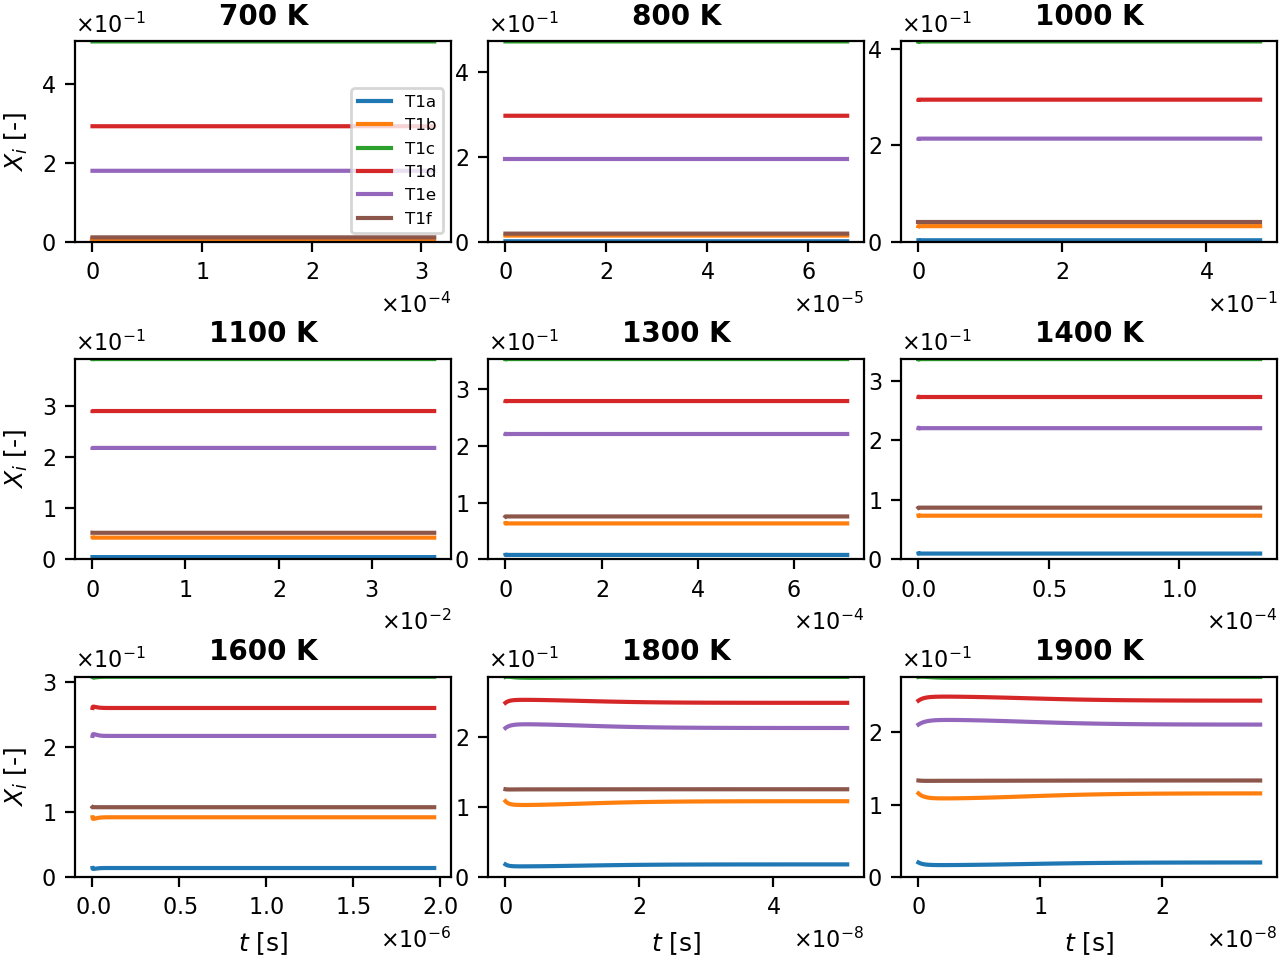 700 K
800 K
1000 K
×10⁻¹
×10⁻¹
×10⁻¹
X_i [-]
4
2
0
4
2
0
4
2
0
T1a
T1b
T1c
T1d
T1e
T1f
0 1 2 3
0 2 4 6
0 2 4
×10⁻⁴
×10⁻⁵
×10⁻¹
1100 K
1300 K
1400 K
×10⁻¹
×10⁻¹
×10⁻¹
X_i [-]
3
2
1
0
3
2
1
0
3
2
1
0
0 1 2 3
0 2 4 6
0.0 0.5 1.0
×10⁻²
×10⁻⁴
×10⁻⁴
1600 K
1800 K
1900 K
×10⁻¹
×10⁻¹
×10⁻¹
X_i [-]
3
2
1
0
2
1
0
2
1
0
0.0 0.5 1.0 1.5 2.0
0 2 4
0 1 2
t [s]
×10⁻⁶
t [s]
×10⁻⁸
t [s]
×10⁻⁸